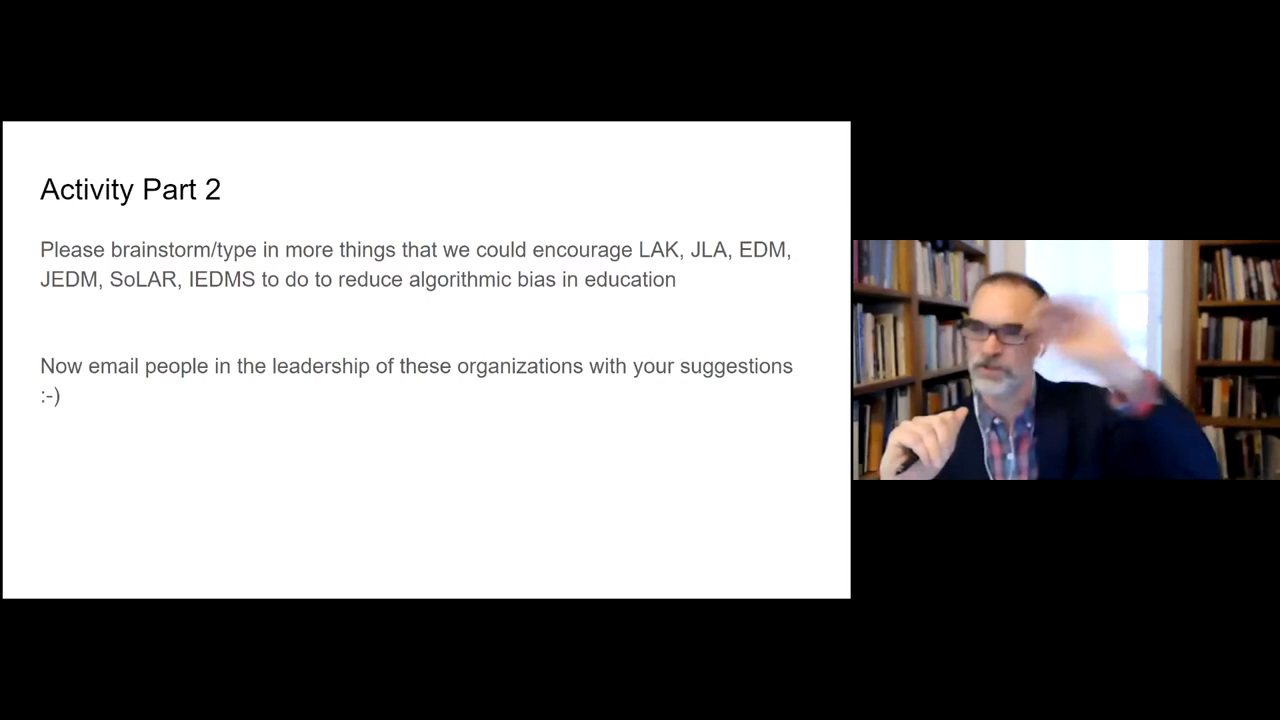 Activity Part 2
Please brainstorm/type in more things that we could encourage LAK, JLA, EDM,
JEDM, SoLAR, IEDMS to do to reduce algorithmic bias in education
Now email people in the leadership of these organizations with your suggestions
:-)